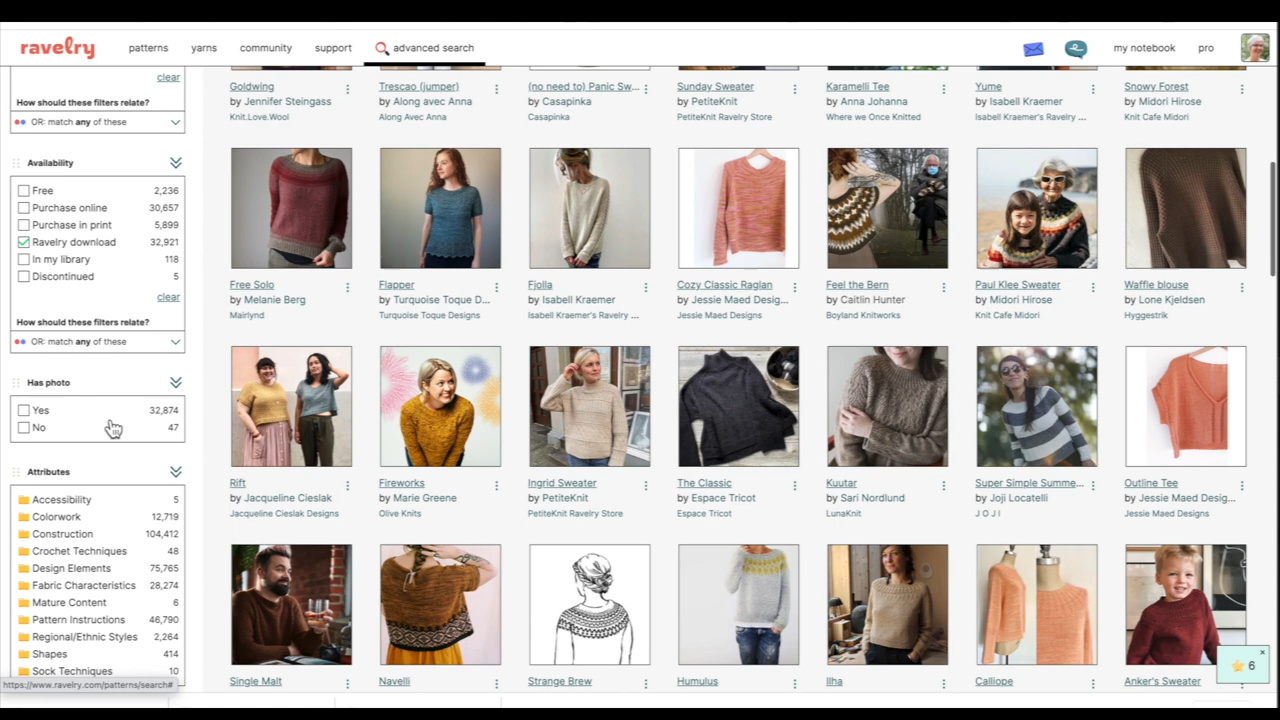 ravelry
patterns
yarns
community
support
advanced search
my notebook
pro
clear
How should these filters relate?
OR: match any of these
Availability
Free 2,236
Purchase online 30,657
Purchase in print 5,899
Ravelry download 32,921
In my library 118
Discontinued 5
clear
How should these filters relate?
OR: match any of these
Has photo
Yes 32,874
No 47
Attributes
Accessibility 5
Colorwork 12,719
Construction 104,412
Crochet Techniques 48
Design Elements 75,765
Fabric Characteristics 28,274
Mature Content 6
Pattern Instructions 46,790
Regional/Ethnic Styles 2,264
Shapes 414
Sock Techniques 10
https://www.ravelry.com/patterns/search#
Goldwing
by Jennifer Steingass
Knit.Love.Wool
Trescao (jumper)
by Along avec Anna
Along Avec Anna
(no need to) Panic Sw...
by Casapinka
Casapinka
Sunday Sweater
by PetiteKnit
PetiteKnit Ravelry Store
Karamelli Tee
by Anna Johanna
Where we Once Knitted
Yume
by Isabell Kraemer
Isabell Kraemer's Ravelry ...
Snowy Forest
by Midori Hirose
Knit Cafe Midori
Free Solo
by Melanie Berg
Mairlynd
Flapper
by Turquoise Toque D...
Turquoise Toque Designs
Fjolla
by Isabell Kraemer
Isabell Kraemer's Ravelry ...
Cozy Classic Raglan
by Jessie Maed Desig...
Jessie Maed Designs
Feel the Bern
by Caitlin Hunter
Boyland Knitworks
Paul Klee Sweater
by Midori Hirose
Knit Cafe Midori
Waffle blouse
by Lone Kjeldsen
Hyggestrik
Rift
by Jacqueline Cieslak
Jacqueline Cieslak Designs
Fireworks
by Marie Greene
Olive Knits
Ingrid Sweater
by PetiteKnit
PetiteKnit Ravelry Store
The Classic
by Espace Tricot
Espace Tricot
Kuutar
by Sari Nordlund
LunaKnit
Super Simple Summe...
by Joji Locatelli
J O J I
Outline Tee
by Jessie Maed Desig...
Jessie Maed Designs
Single Malt
Navelli
Strange Brew
Humulus
Ilha
Calliope
Anker's Sweater
6